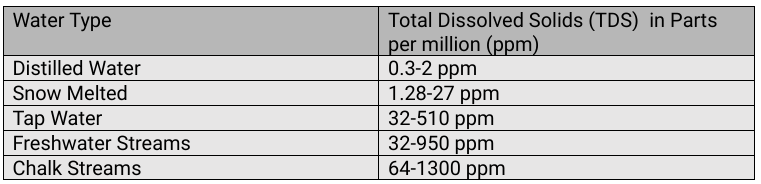 Water Type
Total Dissolved Solids (TDS) in Parts
per million (ppm)
Distilled Water
0.3-2 ppm
Snow Melted
1.28-27 ppm
Tap Water
32-510 ppm
Freshwater Streams
32-950 ppm
Chalk Streams
64-1300 ppm